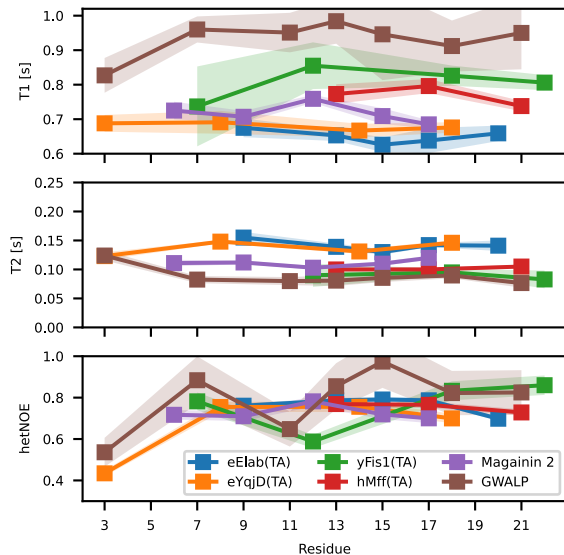 1.0
0.9
0.8
0.7
0.6
T1 [s]
0.25
0.20
0.15
0.10
0.05
0.00
T2 [s]
1.0
0.8
0.6
0.4
hetNOE
eElab(TA) yFis1(TA) Magainin 2
eYqjD(TA) hMff(TA) GWALP
3 5 7 9 11 13 15 17 19 21
Residue